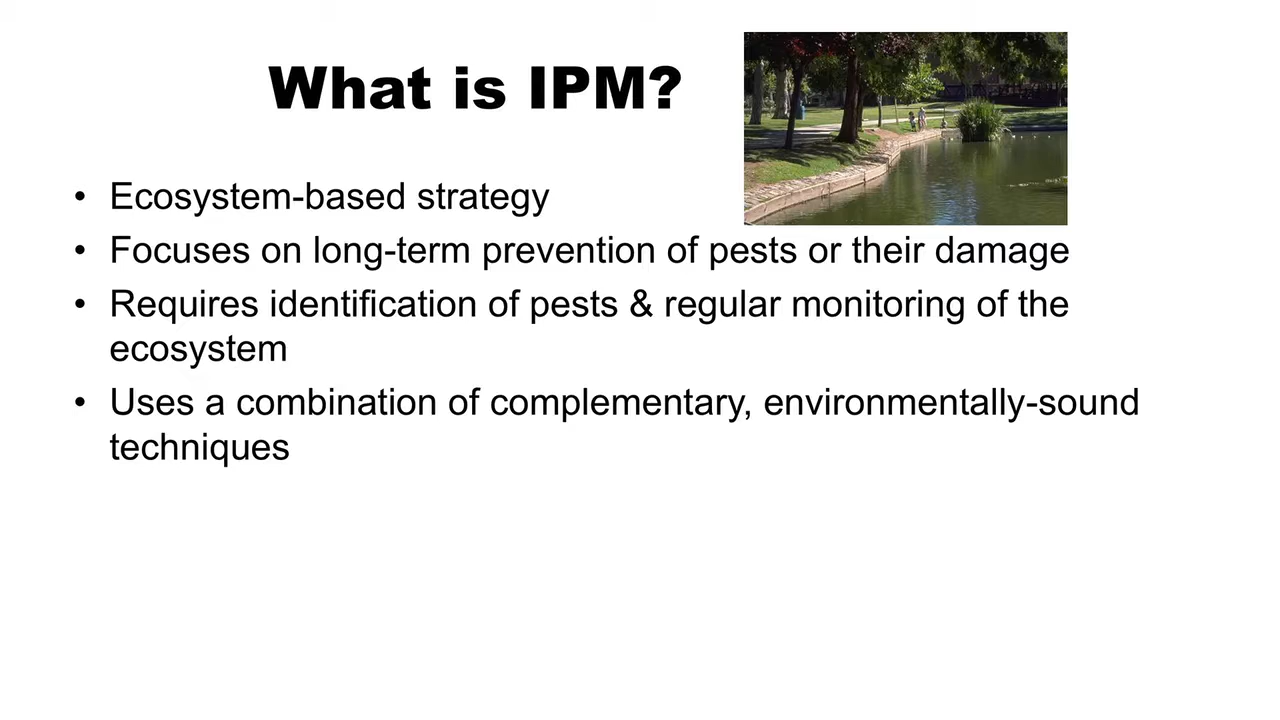 What is IPM?
• Ecosystem-based strategy
• Focuses on long-term prevention of pests or their damage
• Requires identification of pests & regular monitoring of the
ecosystem
• Uses a combination of complementary, environmentally-sound
techniques